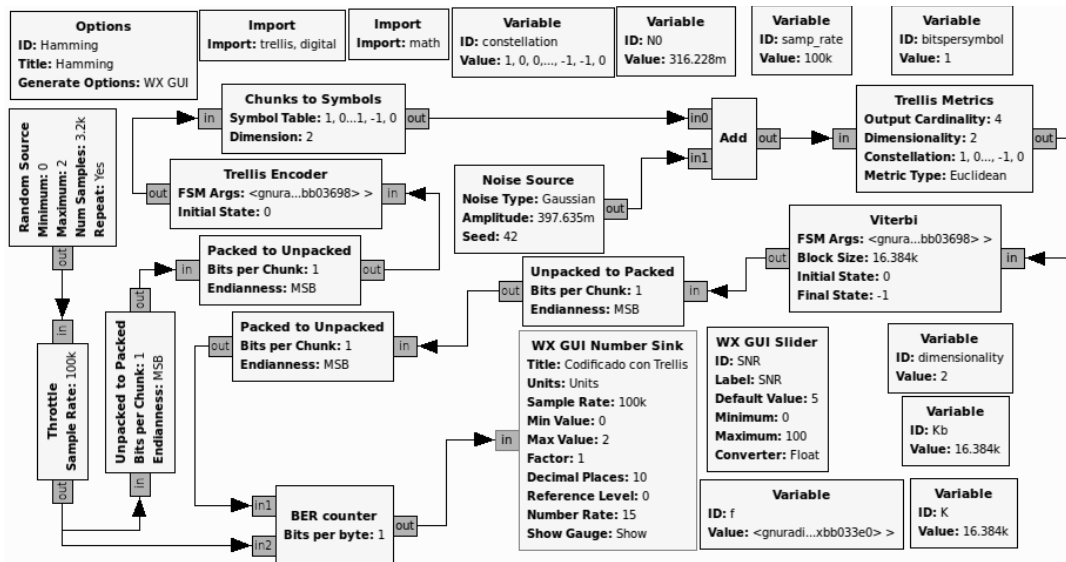 Options
ID: Hamming
Title: Hamming
Generate Options: WX GUI
Import
Import: trellis, digital
Import
Import: math
Variable
ID: constellation
Value: 1, 0, 0,..., -1, -1, 0
Variable
ID: N0
Value: 316.228m
Variable
ID: samp_rate
Value: 100k
Variable
ID: bitspersymbol
Value: 1
Random Source
Minimum: 0
Maximum: 2
Num Samples: 3.2k
Repeat: Yes
out
in
Chunks to Symbols
Symbol Table: 1, 0...1, -1, 0
Dimension: 2
out
in0
in1
Add
out
in
Trellis Metrics
Output Cardinality: 4
Dimensionality: 2
Constellation: 1, 0..., -1, 0
Metric Type: Euclidean
out
out
Trellis Encoder
FSM Args: <gnura...bb03698> >
Initial State: 0
in
Noise Source
Noise Type: Gaussian
Amplitude: 397.635m
Seed: 42
out
out
Viterbi
FSM Args: <gnura...bb03698> >
Block Size: 16.384k
Initial State: 0
Final State: -1
in
in
Packed to Unpacked
Bits per Chunk: 1
Endianness: MSB
out
out
Unpacked to Packed
Bits per Chunk: 1
Endianness: MSB
in
in
Throttle
Sample Rate: 100k
out
out
Unpacked to Packed
Bits per Chunk: 1
Endianness: MSB
in
out
Packed to Unpacked
Bits per Chunk: 1
Endianness: MSB
in
in
WX GUI Number Sink
Title: Codificado con Trellis
Units: Units
Sample Rate: 100k
Min Value: 0
Max Value: 2
Factor: 1
Decimal Places: 10
Reference Level: 0
Number Rate: 15
Show Gauge: Show
WX GUI Slider
ID: SNR
Label: SNR
Default Value: 5
Minimum: 0
Maximum: 100
Converter: Float
Variable
ID: dimensionality
Value: 2
Variable
ID: Kb
Value: 16.384k
in1
in2
BER counter
Bits per byte: 1
out
Variable
ID: f
Value: <gnuradi...xbb033e0> >
Variable
ID: K
Value: 16.384k